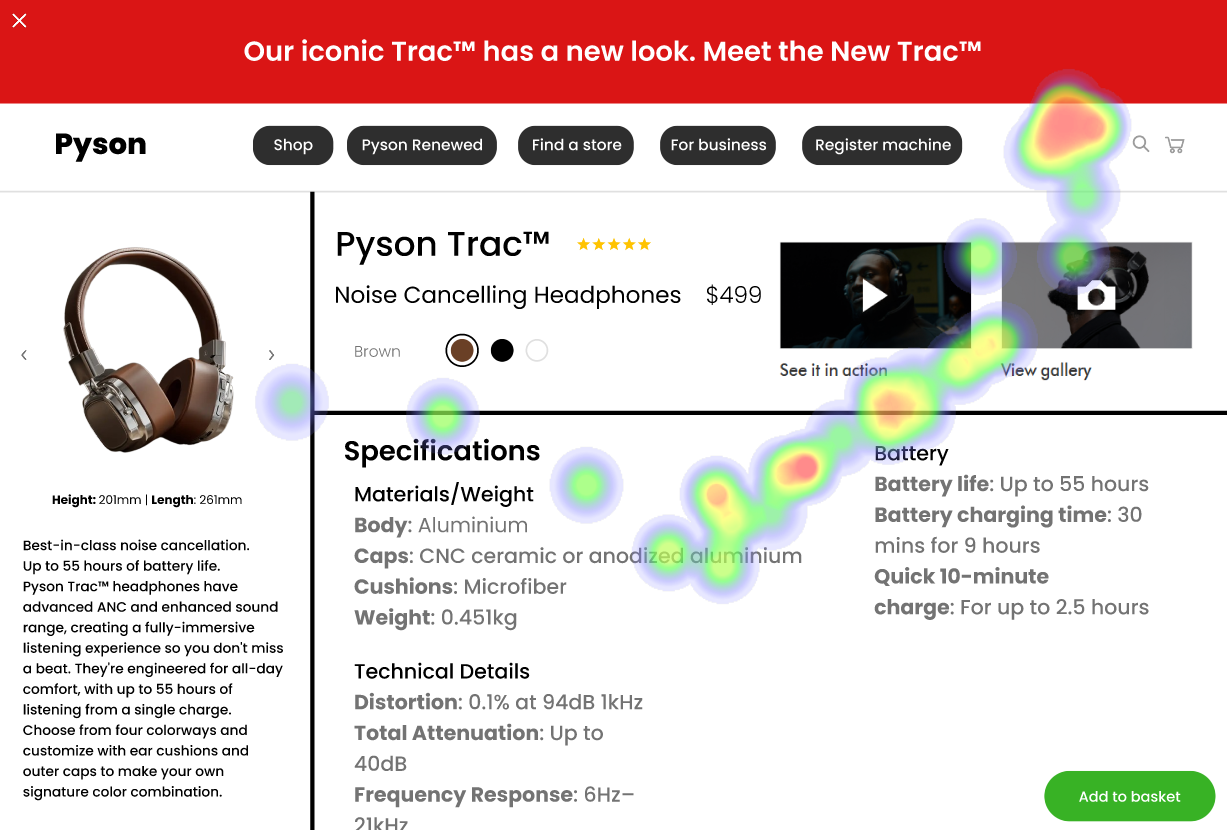 Our iconic Trac™ has a new look. Meet the New Trac™
Pyson
Shop
Pyson Renewed
Find a store
For business
Register machine
Height: 201mm | Length: 261mm
Best-in-class noise cancellation.
Up to 55 hours of battery life.
Pyson Trac™ headphones have
advanced ANC and enhanced sound
range, creating a fully-immersive
listening experience so you don't miss
a beat. They're engineered for all-day
comfort, with up to 55 hours of
listening from a single charge.
Choose from four colorways and
customize with ear cushions and
outer caps to make your own
signature color combination.
Pyson Trac™
Noise Cancelling Headphones $499
Brown
See it in action
View gallery
Specifications
Materials/Weight
Body: Aluminium
Caps: CNC ceramic or anodized aluminium
Cushions: Microfiber
Weight: 0.451kg
Technical Details
Distortion: 0.1% at 94dB 1kHz
Total Attenuation: Up to
40dB
Frequency Response: 6Hz–
21kHz
Battery
Battery life: Up to 55 hours
Battery charging time: 30
mins for 9 hours
Quick 10-minute
charge: For up to 2.5 hours
Add to basket